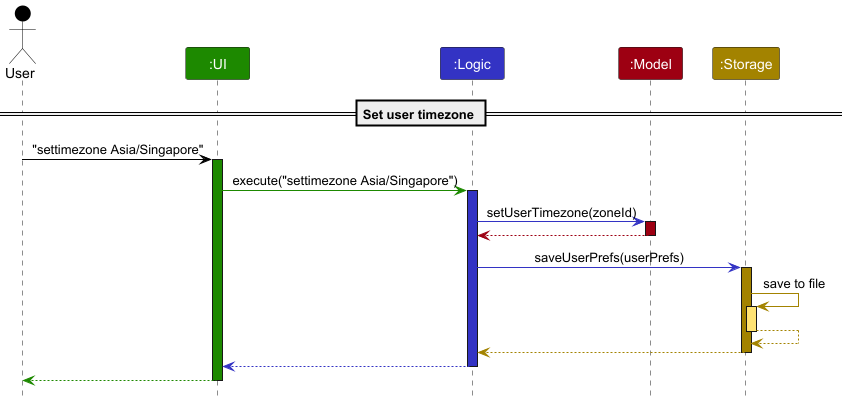 User
:UI
:Logic
:Model
:Storage
Set user timezone
"settimezone Asia/Singapore"
execute("settimezone Asia/Singapore")
setUserTimezone(zoneId)
saveUserPrefs(userPrefs)
save to file